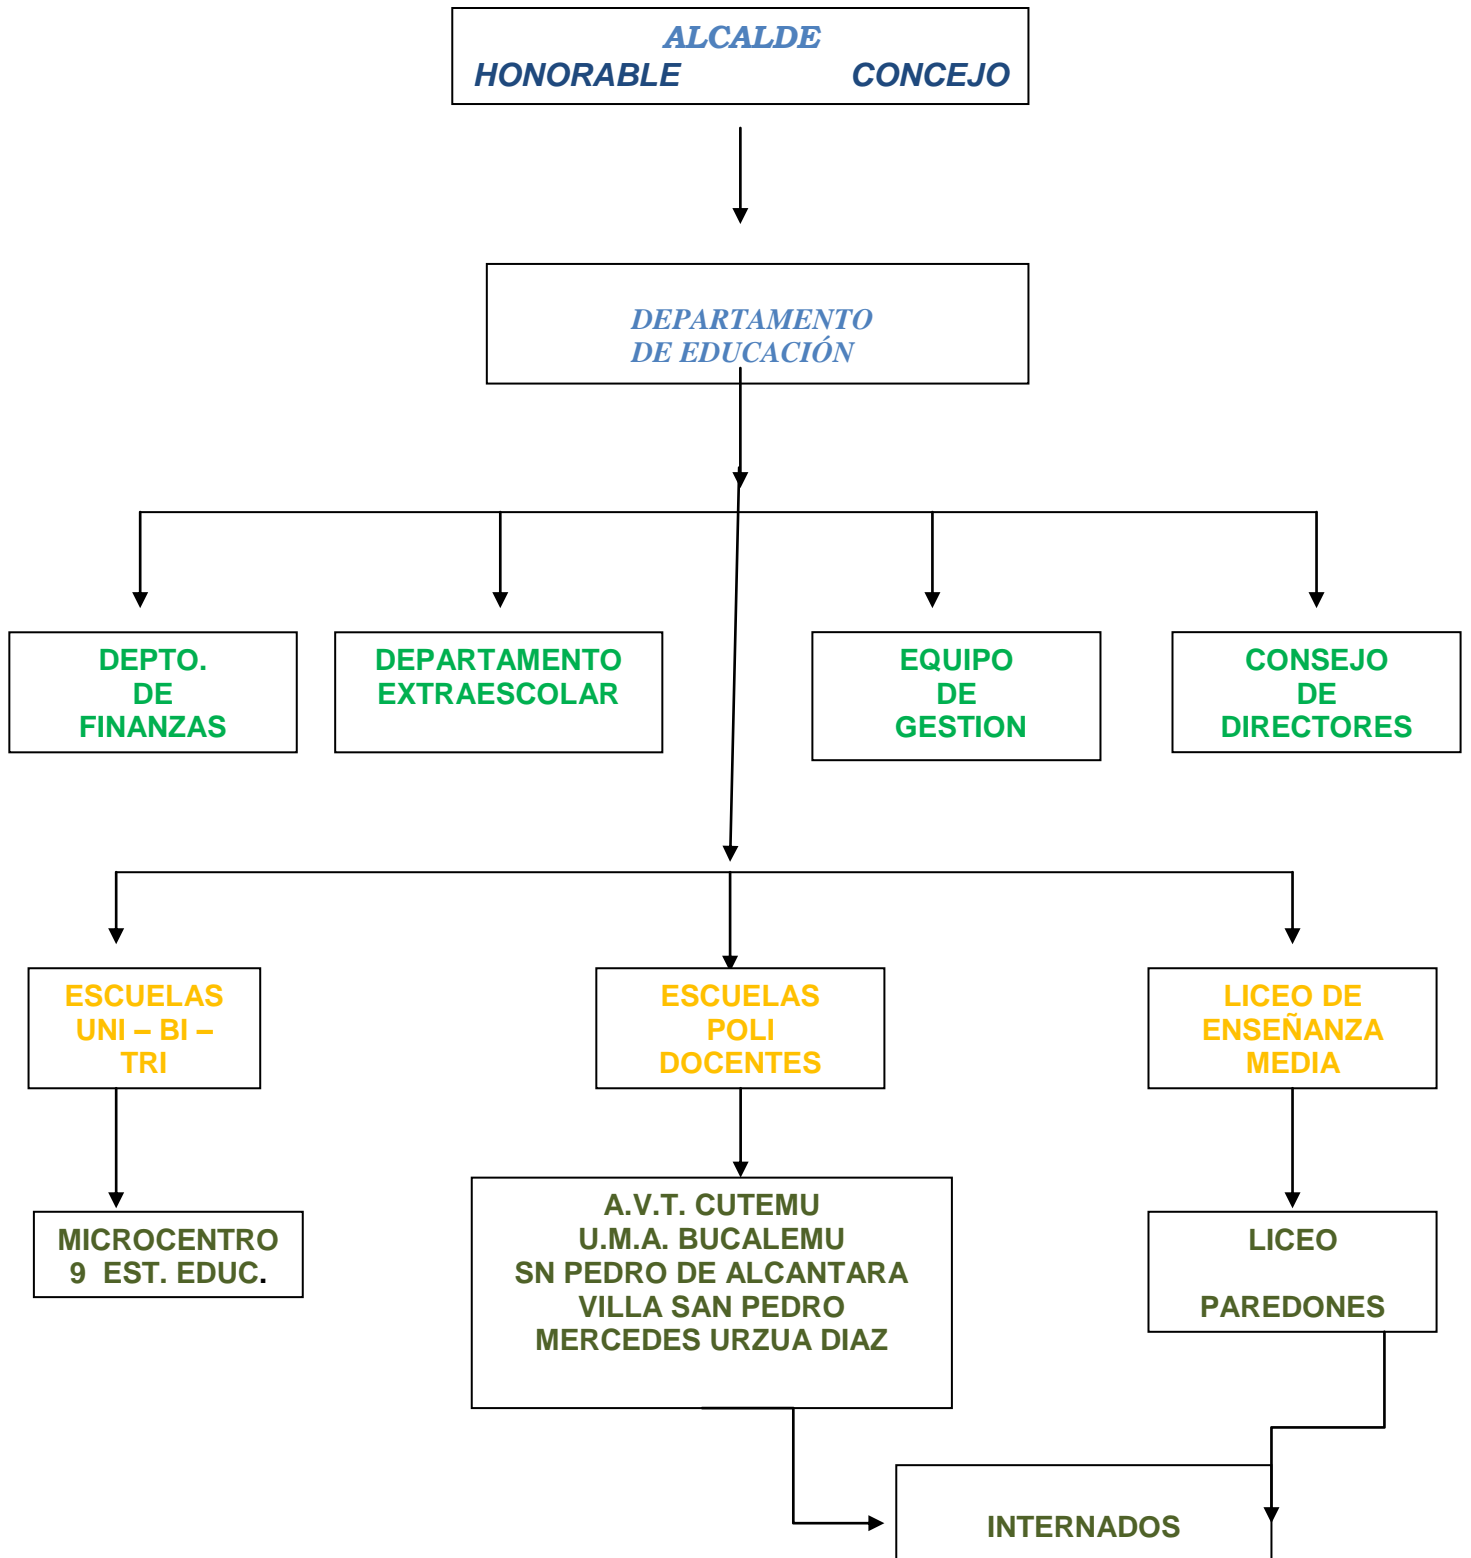 ALCALDE
HONORABLE CONCEJO
DEPARTAMENTO
DE EDUCACIÓN
DEPTO.
DE
FINANZAS
DEPARTAMENTO
EXTRAESCOLAR
EQUIPO
DE
GESTION
CONSEJO
DE
DIRECTORES
ESCUELAS
UNI – BI –
TRI
ESCUELAS
POLI
DOCENTES
LICEO DE
ENSEÑANZA
MEDIA
MICROCENTRO
9 EST. EDUC.
A.V.T. CUTEMU
U.M.A. BUCALEMU
SN PEDRO DE ALCANTARA
VILLA SAN PEDRO
MERCEDES URZUA DIAZ
LICEO
PAREDONES
INTERNADOS